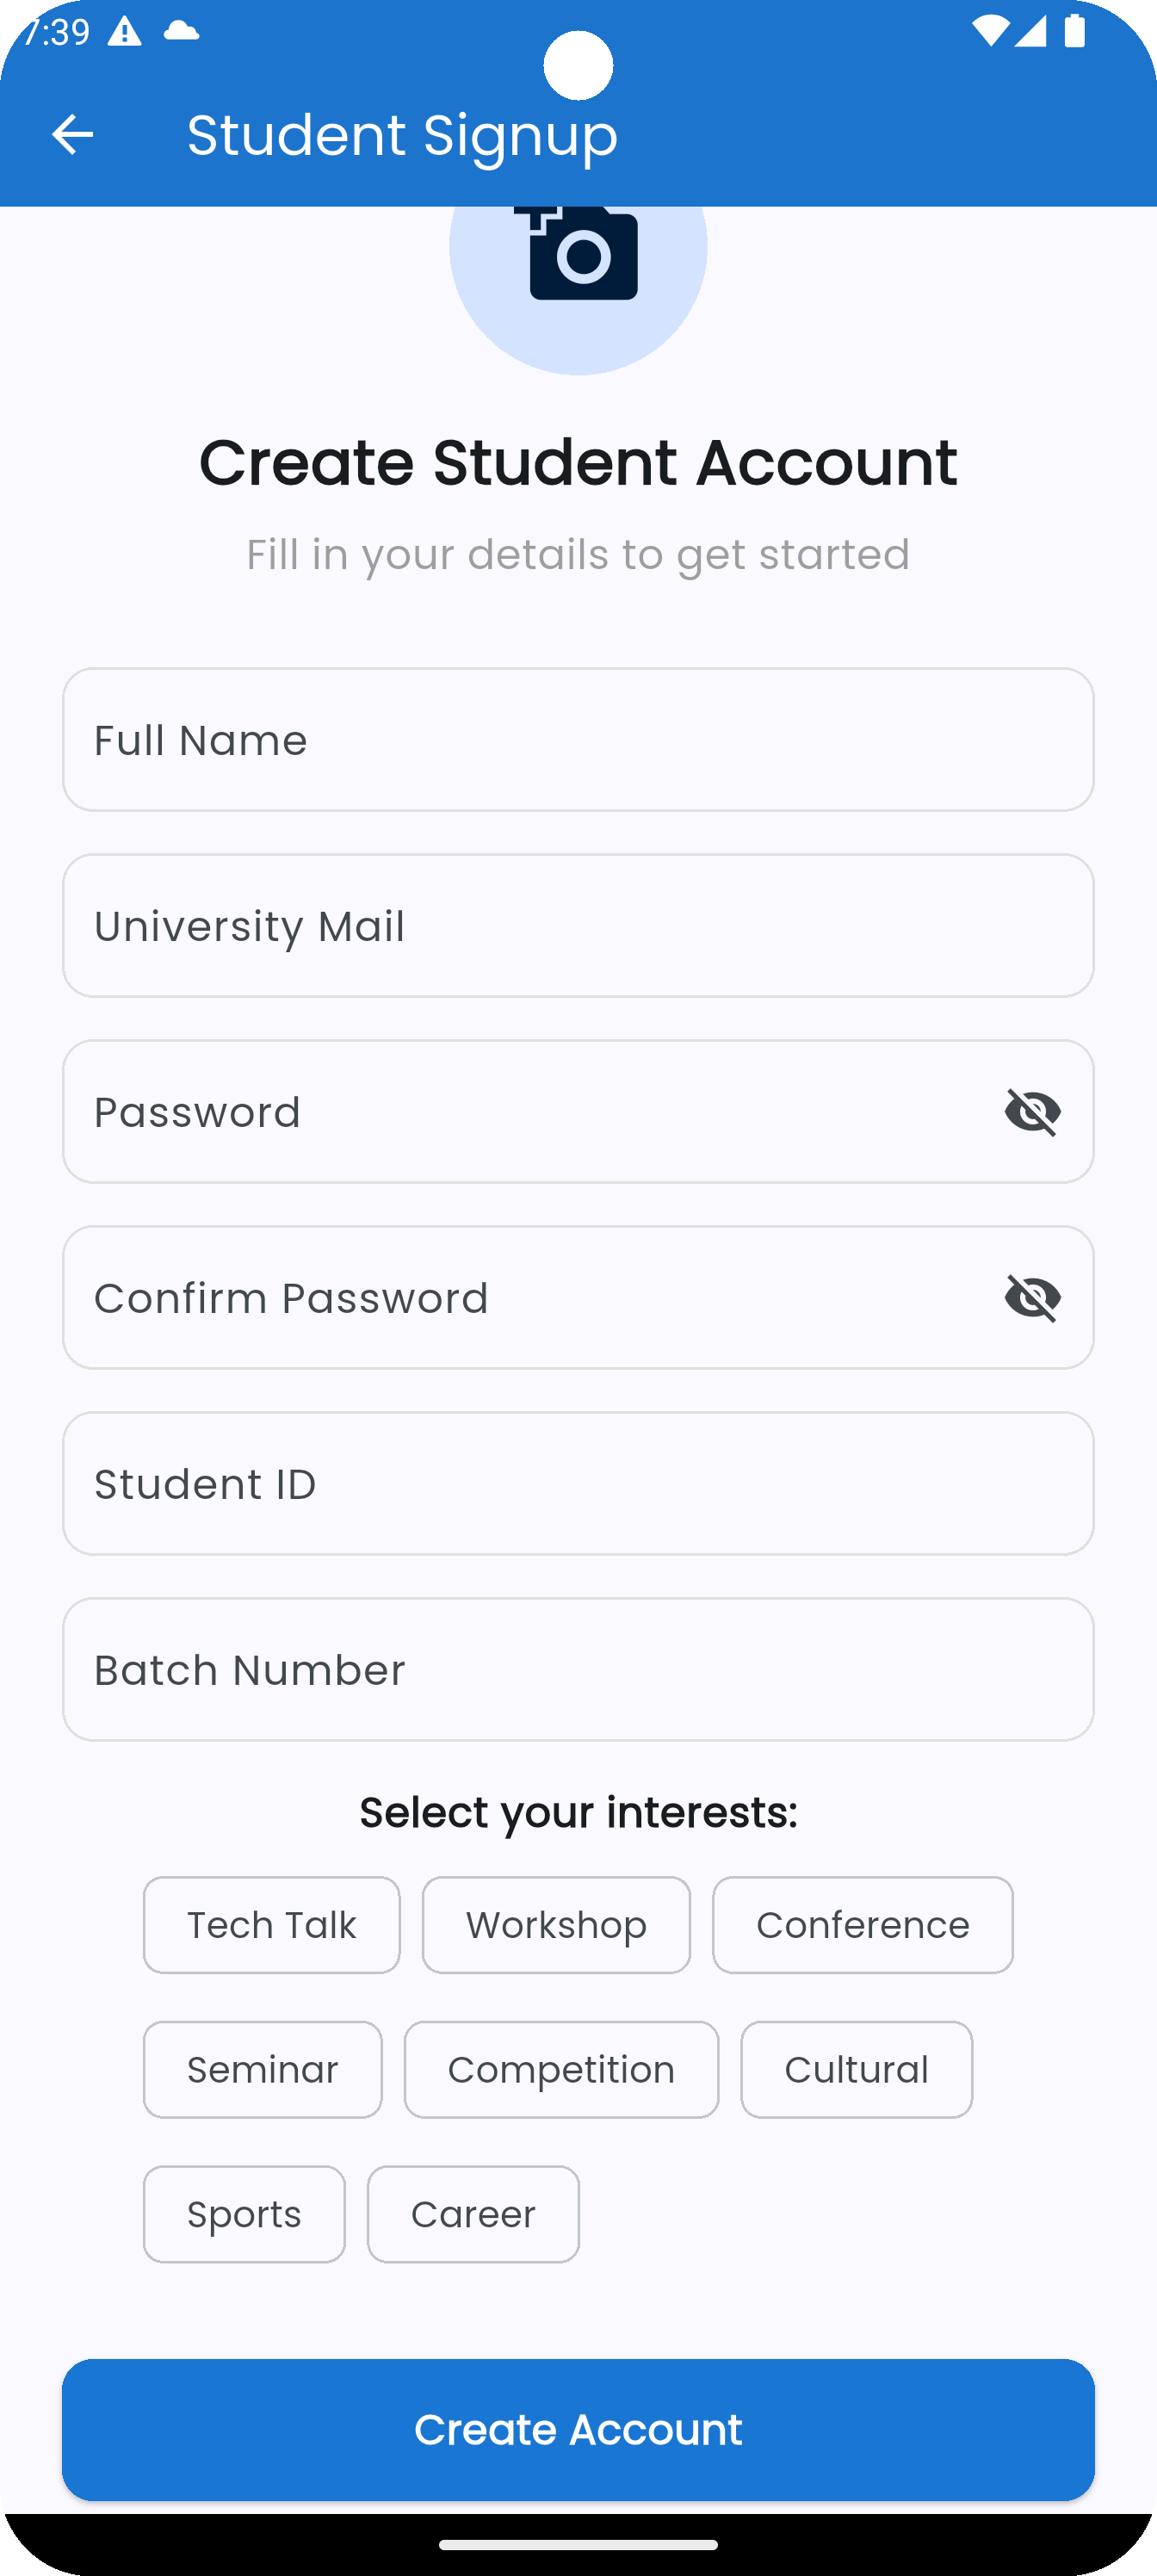 7:39
Student Signup
Create Student Account
Fill in your details to get started
Full Name
University Mail
Password
Confirm Password
Student ID
Batch Number
Select your interests:
Tech Talk Workshop Conference
Seminar Competition Cultural
Sports Career
Create Account